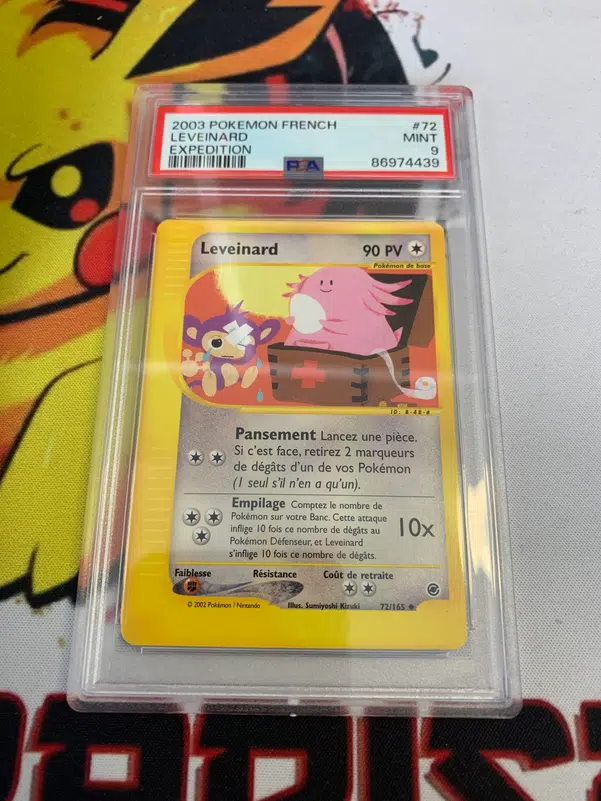 2003 POKEMON FRENCH #72
LEVEINARD MINT
EXPEDITION 9
PSA 86974439
Leveinard 90 PV
Pokémon de base
Pansement Lancez une pièce.
Si c'est face, retirez 2 marqueurs
de dégâts d'un de vos Pokémon
(1 seul s'il n'en a qu'un).
Empilage Comptez le nombre de
Pokémon sur votre Banc. Cette attaque
inflige 10 fois ce nombre de dégâts au
Pokémon Défenseur, et Leveinard
s'inflige 10 fois ce nombre de dégâts.
10x
Faiblesse Résistance Coût de retraite
© 2002 Pokémon / Nintendo Illus. Sumiyoshi Kizuki 72/165